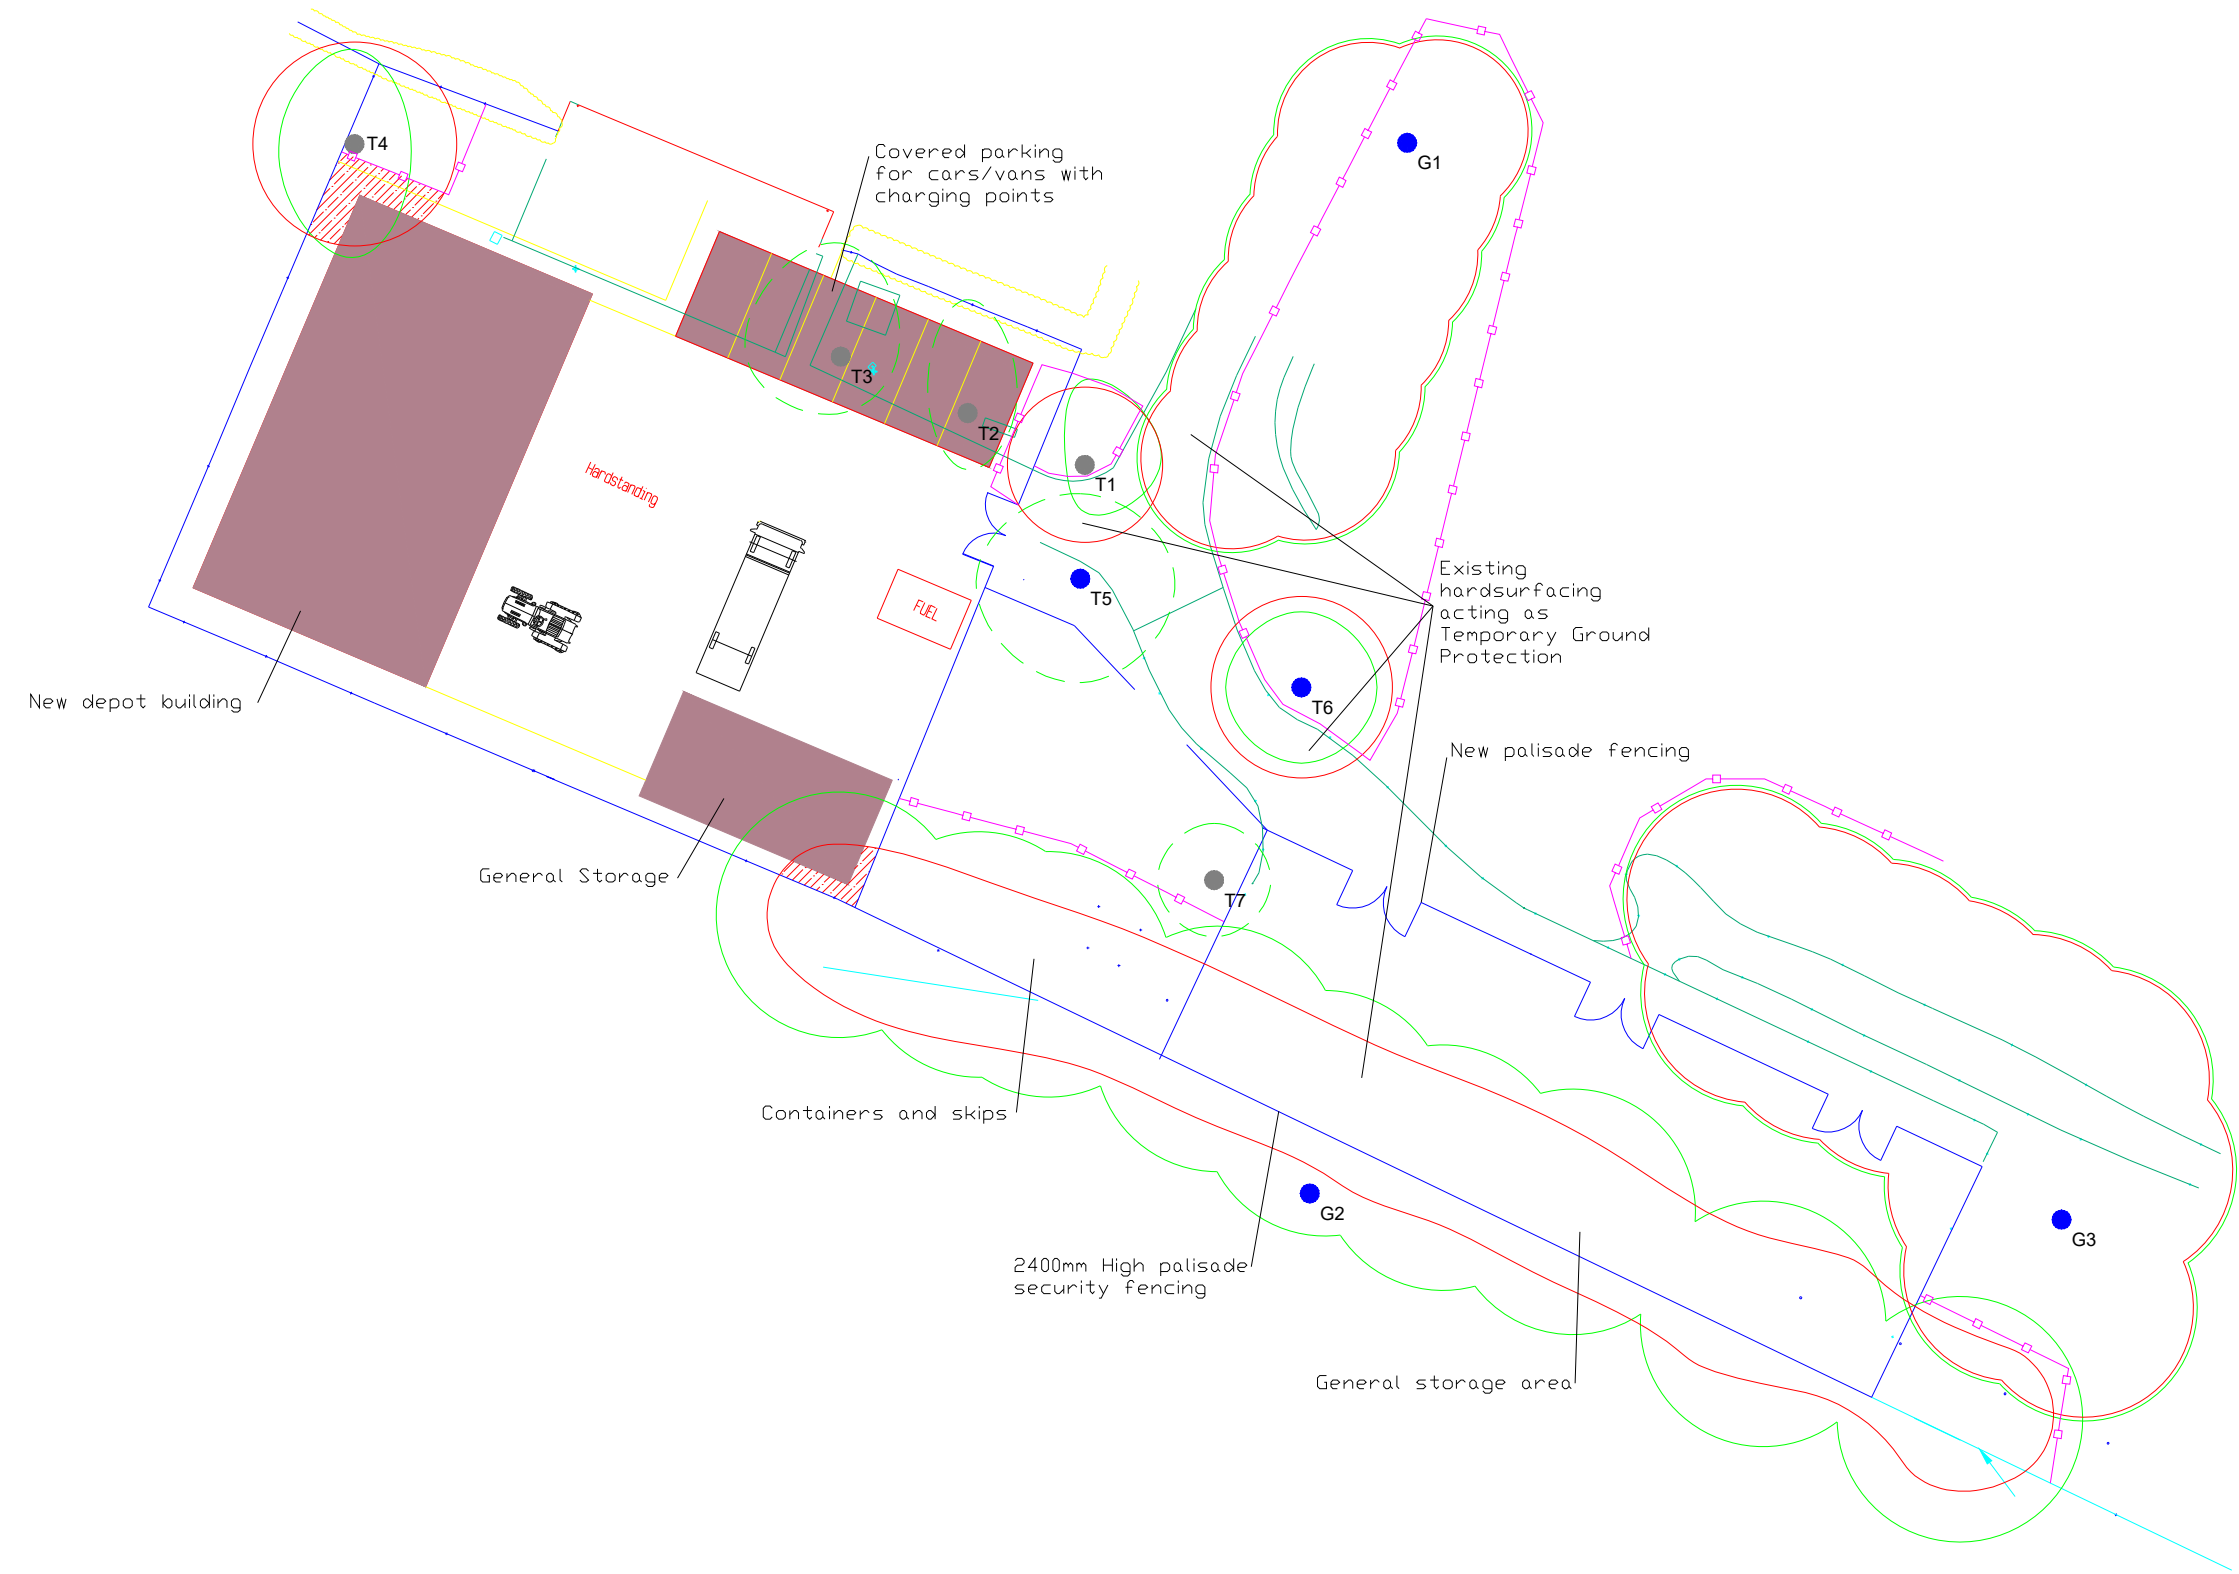 T4
Covered parking
for cars/vans with
charging points
G1
T3
T2
T1
Hardstanding
Existing
hardsurfacing
acting as
Temporary Ground
Protection
T5
FUEL
New depot building
T6
New palisade fencing
General Storage
T7
Containers and skips
G2
G3
2400mm High palisade
security fencing
General storage area